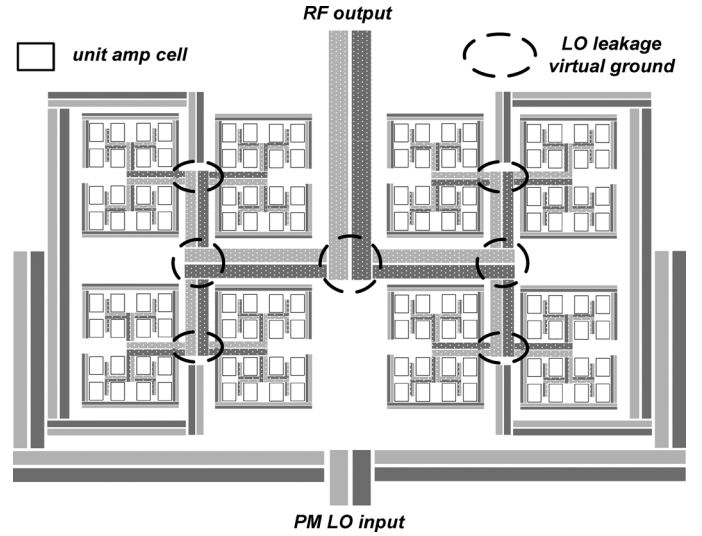 RF output
unit amp cell
LO leakage
virtual ground
PM LO input